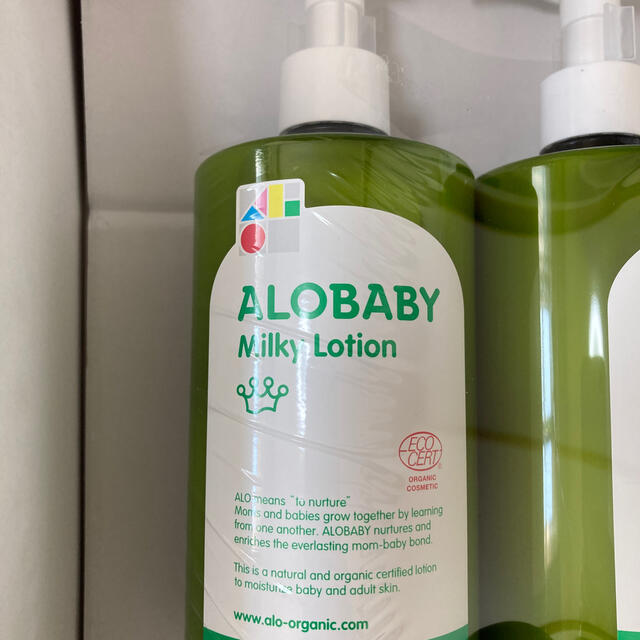 ALO
ALOBABY
Milky Lotion
ECO
CERT
®
ORGANIC
COSMETIC
ALO means "to nurture"
Moms and babies grow together by learning
from one another. ALOBABY nurtures and
enriches the everlasting mom-baby bond.
This is a natural and organic certified lotion
to moisturize baby and adult skin.
www.alo-organic.com